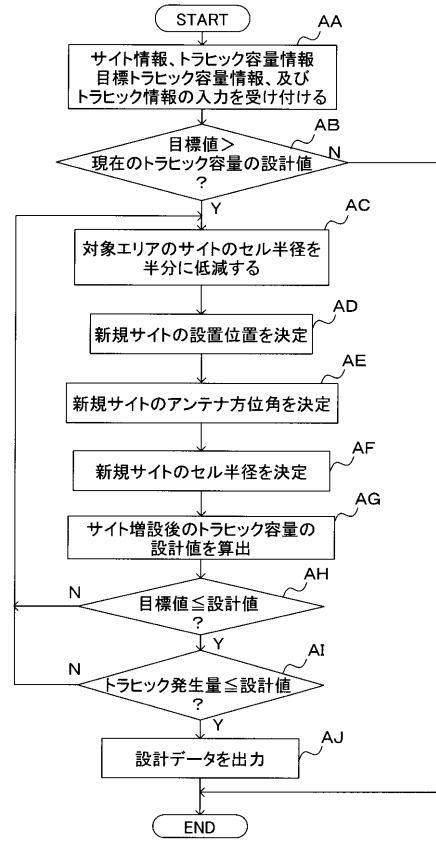 START
AA
サイト情報、トラヒック容量情報
目標トラヒック容量情報、及び
トラヒック情報の入力を受け付ける
AB
目標値>
現在のトラヒック容量の設計値
?
N
Y
AC
対象エリアのサイトのセル半径を
半分に低減する
AD
新規サイトの設置位置を決定
AE
新規サイトのアンテナ方位角を決定
AF
新規サイトのセル半径を決定
AG
サイト増設後のトラヒック容量の
設計値を算出
AH
N
目標値≦設計値
?
Y
AI
N
トラヒック発生量≦設計値
?
Y
AJ
設計データを出力
END